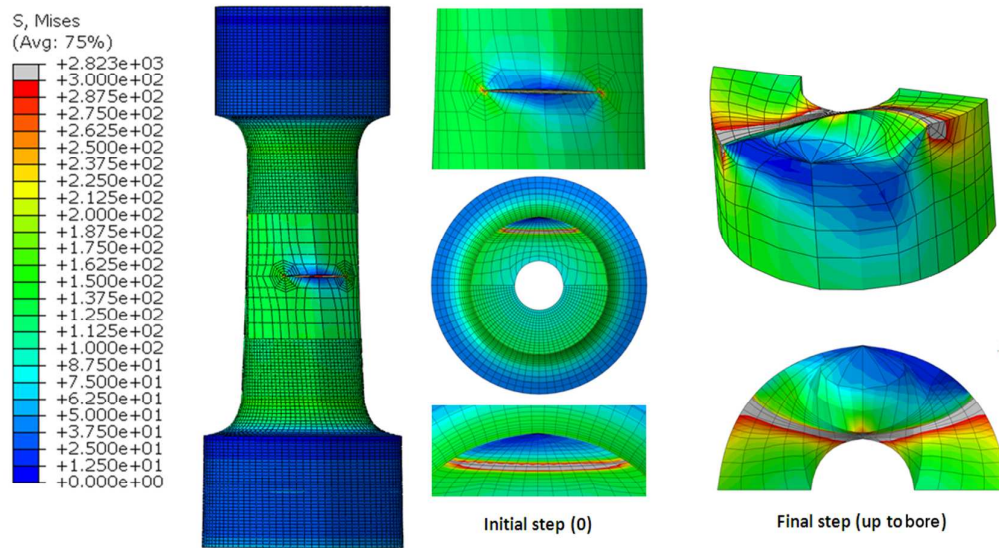 S, Mises
(Avg: 75%)
+2.823e+03
+3.000e+02
+2.875e+02
+2.750e+02
+2.625e+02
+2.500e+02
+2.375e+02
+2.250e+02
+2.125e+02
+2.000e+02
+1.875e+02
+1.750e+02
+1.625e+02
+1.500e+02
+1.375e+02
+1.250e+02
+1.125e+02
+1.000e+02
+8.750e+01
+7.500e+01
+6.250e+01
+5.000e+01
+3.750e+01
+2.500e+01
+1.250e+01
+0.000e+00
Initial step (0)
Final step (up to bore)